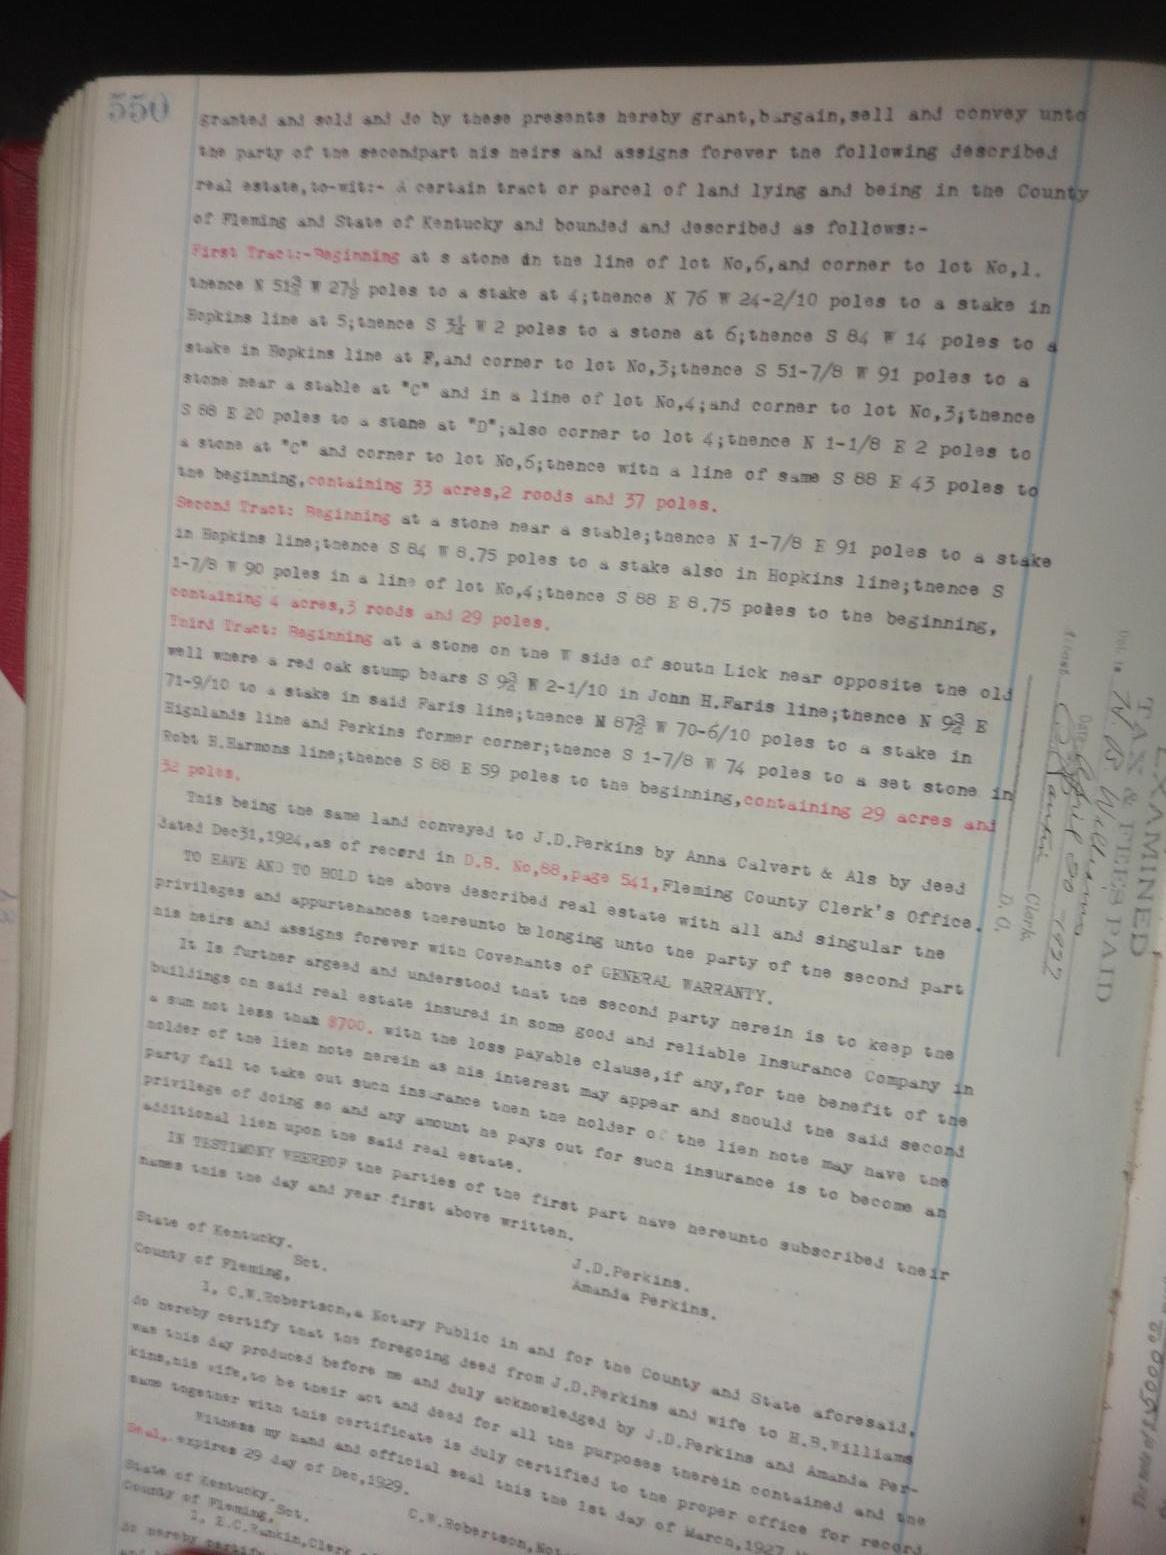 550
granted and sold and do by these presents hereby grant,bargain,sell and convey unto
the party of the secondpart his heirs and assigns forever the following described
real estate,to-wit:- A certain tract or parcel of land lying and being in the County
of Fleming and State of Kentucky and bounded and described as follows:-
First Tract:-Beginning at s stone in the line of lot No,6,and corner to lot No,1.
thence N 51¾ W 27½ poles to a stake at 4;thence N 76 W 24-2/10 poles to a stake in
Hopkins line at 5;thence S 3½ W 2 poles to a stone at 6;thence S 84 W 14 poles to a
stake in Hopkins line at F,and corner to lot No,3;thence S 51-7/8 W 91 poles to a
stone near a stable at "C" and in a line of lot No,4;and corner to lot No,3;thence
S 88 E 20 poles to a stone at "D";also corner to lot 4;thence N 1-1/8 E 2 poles to
a stone at "C" and corner to lot No,6;thence with a line of same S 88 E 43 poles to
the beginning,containing 33 acres,2 roods and 37 poles.
Second Tract: Beginning at a stone near a stable;thence N 1-7/8 E 91 poles to a stake
in Hopkins line;thence S 84 W 8.75 poles to a stake also in Hopkins line;thence S
1-7/8 W 90 poles in a line of lot No,4;thence S 88 E 8.75 poles to the beginning,
containing 4 acres,3 roods and 29 poles.
Third Tract: Beginning at a stone on the W side of south Lick near opposite the old
well where a red oak stump bears S 9¾ W 2-1/10 in John H.Faris line;thence N 9¾ E
71-9/10 to a stake in said Faris line;thence N 87¾ W 70-6/10 poles to a stake in
Highlands line and Perkins former corner;thence S 1-7/8 W 74 poles to a set stone in
Robt H.Harmons line;thence S 88 E 59 poles to the beginning,containing 29 acres and
32 poles.
This being the same land conveyed to J.D.Perkins by Anna Calvert & Als by deed
dated Dec31,1924,as of record in D.B. No,88,page 541,Fleming County Clerk's Office.
TO HAVE AND TO HOLD the above described real estate with all and singular the
privileges and appurtenances thereunto belonging unto the party of the second part
his heirs and assigns forever with Covenants of GENERAL WARRANTY.
It Is further argeed and understood that the second party herein is to keep the
buildings on said real estate insured in some good and reliable Insurance Company in
a sum not less than $700. with the loss payable clause,if any,for the benefit of the
holder of the lien note herein as his interest may appear and should the said second
party fail to take out such insurance then the holder of the lien note may have the
privilege of doing so and any amount he pays out for such insurance is to become an
additional lien upon the said real estate.
IN TESTIMONY WHEREOF the parties of the first part have hereunto subscribed their
names this the day and year first above written.
J.D.Perkins.
Amanda Perkins.
State of Kentucky.
Sct.
County of Fleming.
I, C.W.Robertson,a Notary Public in and for the County and State aforesaid,
do hereby certify that the foregoing deed from J.D.Perkins and wife to H.B.Williams
was this day produced before me and duly acknowledged by J.D.Perkins and Amanda Per-
kins,his wife,to be their act and deed for all the purposes therein contained and the
same together with this certificate is duly certified to the proper office for record.
Witness my hand and official seal this the 1st day of March,1927
Seal,.expires 29 day of Dec,1929.
C.W.Robertson,Not
State of Kentucky.
Sct.
County of Fleming.
I, E.C.Rankin,Clerk
do hereby certify
EXAMINED
TAX & FEES PAID
Del. to H.B. Williams
Date April 30 1927
Attest Clerk
D. C.